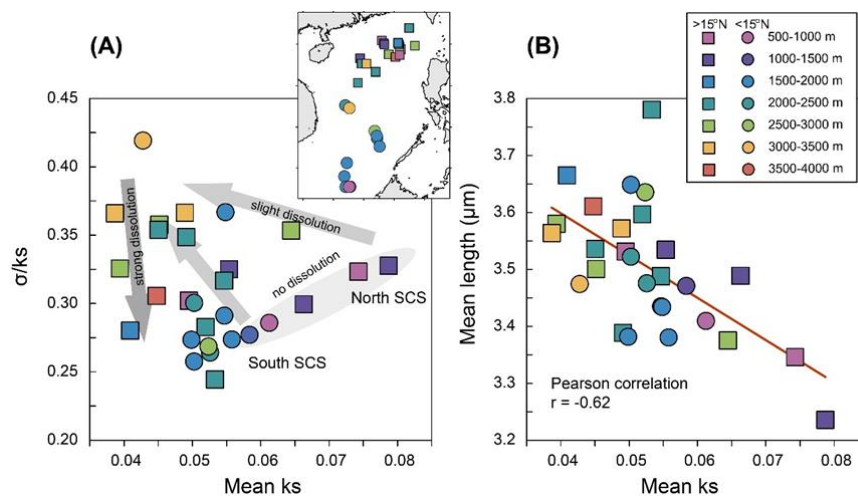 (A)
σ/ks
0.45
0.40
0.35
0.30
0.25
0.20
0.04
0.05
0.06
0.07
0.08
Mean ks
strong dissolution
slight dissolution
no dissolution
North SCS
South SCS
(B)
Mean length (μm)
3.8
3.7
3.6
3.5
3.4
3.3
3.2
0.04
0.05
0.06
0.07
0.08
Mean ks
Pearson correlation
r = -0.62
>15°N <15°N
500-1000 m
1000-1500 m
1500-2000 m
2000-2500 m
2500-3000 m
3000-3500 m
3500-4000 m